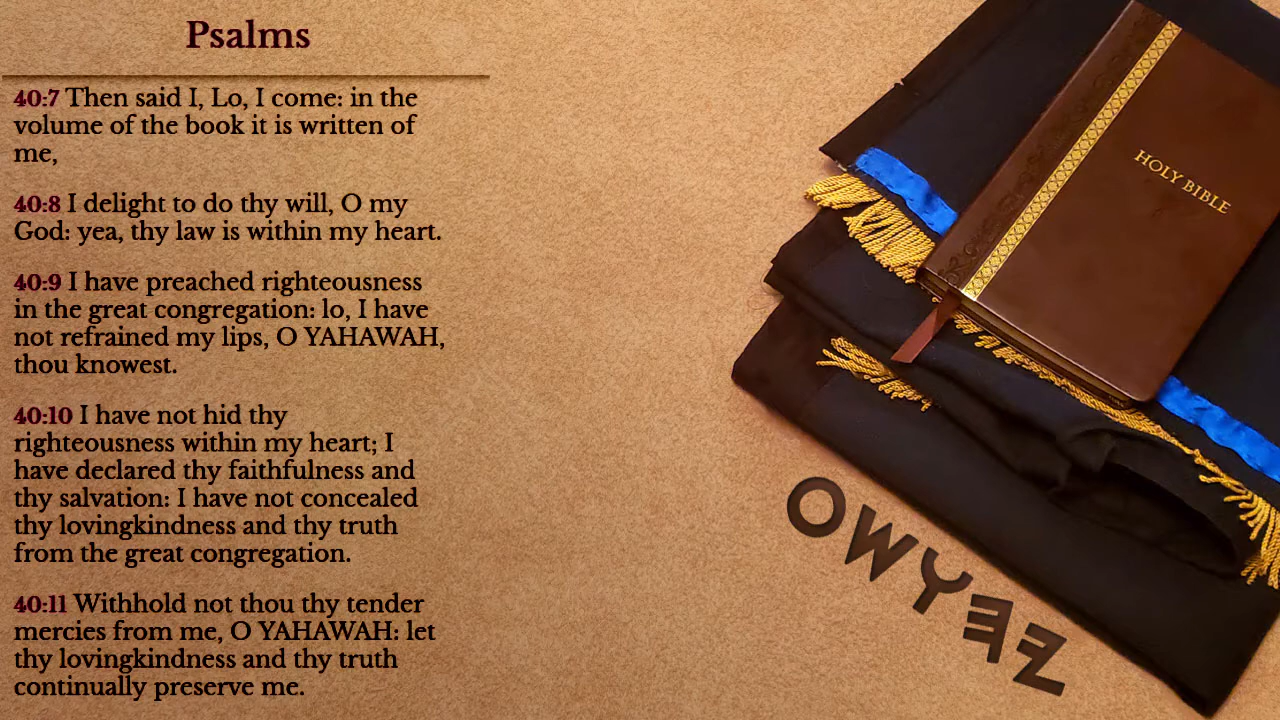 Psalms
40:7 Then said I, Lo, I come: in the
volume of the book it is written of
me,
40:8 I delight to do thy will, O my
God: yea, thy law is within my heart.
40:9 I have preached righteousness
in the great congregation: lo, I have
not refrained my lips, O YAHAWAH,
thou knowest.
40:10 I have not hid thy
righteousness within my heart; I
have declared thy faithfulness and
thy salvation: I have not concealed
thy lovingkindness and thy truth
from the great congregation.
40:11 Withhold not thou thy tender
mercies from me, O YAHAWAH: let
thy lovingkindness and thy truth
continually preserve me.
HOLY BIBLE
𐤉𐤄𐤅𐤔𐤏